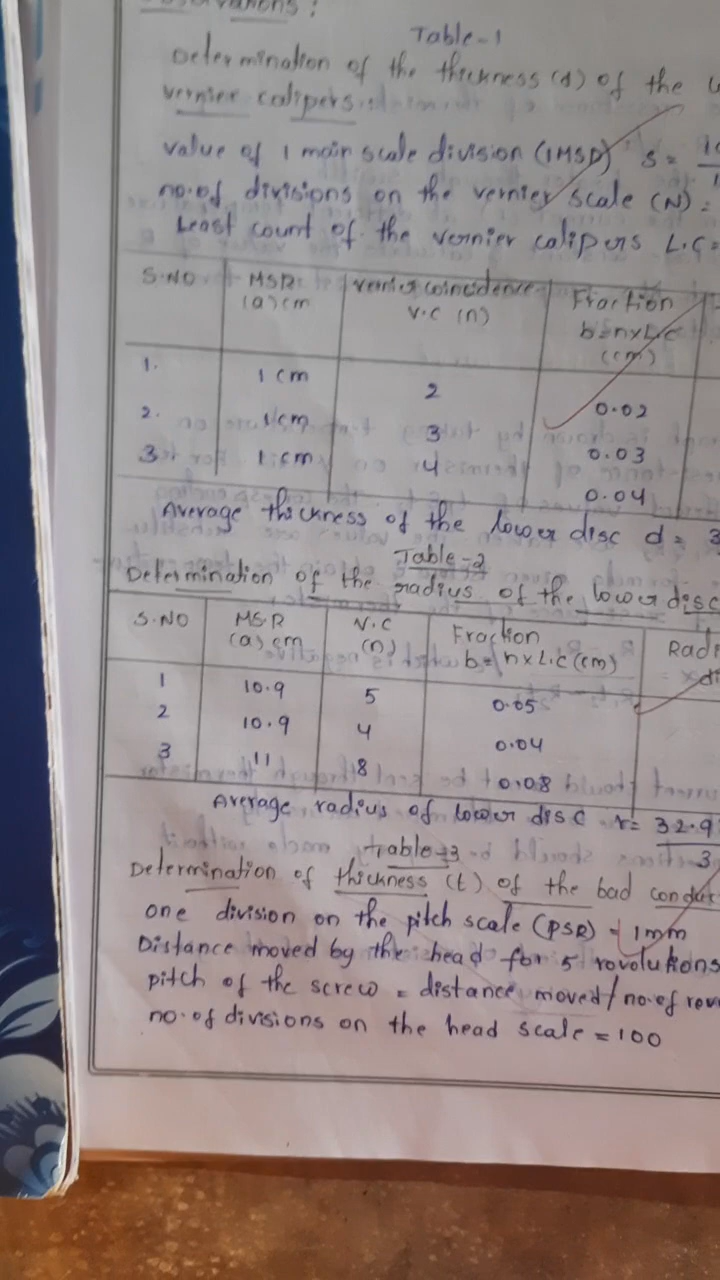 Observations:
Table-1
Determination of the thickness (d) of the
vernier calipers.
value of 1 main scale division (1MSD) S =
no. of divisions on the vernier scale (N) =
Least count of the vernier calipers L.C =
S.NO MSR (a) cm vernier coincidence V.C (n) Fraction b=n×L.C (cm)
1. 1 cm 2 0.02
2. 1 cm 3 0.03
3 1 cm 4 0.04
Average thickness of the lower disc d = 3
Table-2
Determination of the radius of the lower disc
S.NO MSR (a) cm V.C (n) Fraction b = n×L.C (cm) Radi
1 10.9 5 0.05
2 10.9 4 0.04
3 11 8 0.08
Average radius of lower disc r = 32.9
3
Table-3
Determination of thickness (t) of the bad conduc
one division on the pitch scale (PSR) = 1mm
Distance moved by the head for 5 rovolutions
pitch of the screw = distance moved / no. of rev
no. of divisions on the head scale = 100